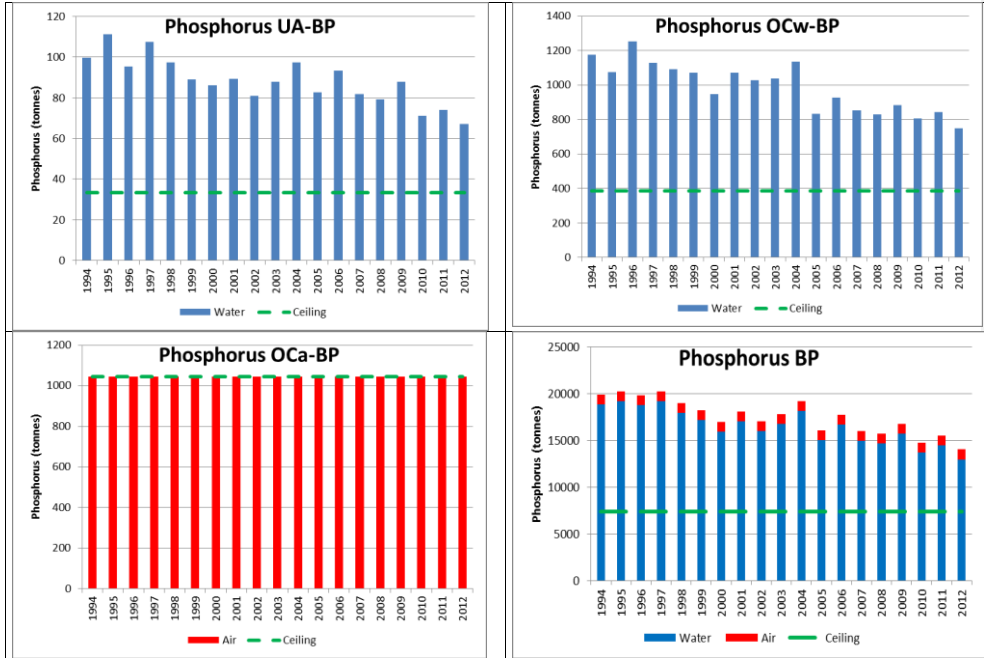 Phosphorus UA-BP
Phosphorus (tonnes)
120
100
80
60
40
20
0
1994 1995 1996 1997 1998 1999 2000 2001 2002 2003 2004 2005 2006 2007 2008 2009 2010 2011 2012
Water Ceiling
Phosphorus OCw-BP
Phosphorus (tonnes)
1400
1200
1000
800
600
400
200
0
1994 1995 1996 1997 1998 1999 2000 2001 2002 2003 2004 2005 2006 2007 2008 2009 2010 2011 2012
Water Ceiling
Phosphorus OCa-BP
Phosphorus (tonnes)
1200
1000
800
600
400
200
0
1994 1995 1996 1997 1998 1999 2000 2001 2002 2003 2004 2005 2006 2007 2008 2009 2010 2011 2012
Air Ceiling
Phosphorus BP
Phosphorus (tonnes)
25000
20000
15000
10000
5000
0
1994 1995 1996 1997 1998 1999 2000 2001 2002 2003 2004 2005 2006 2007 2008 2009 2010 2011 2012
Water Air Ceiling